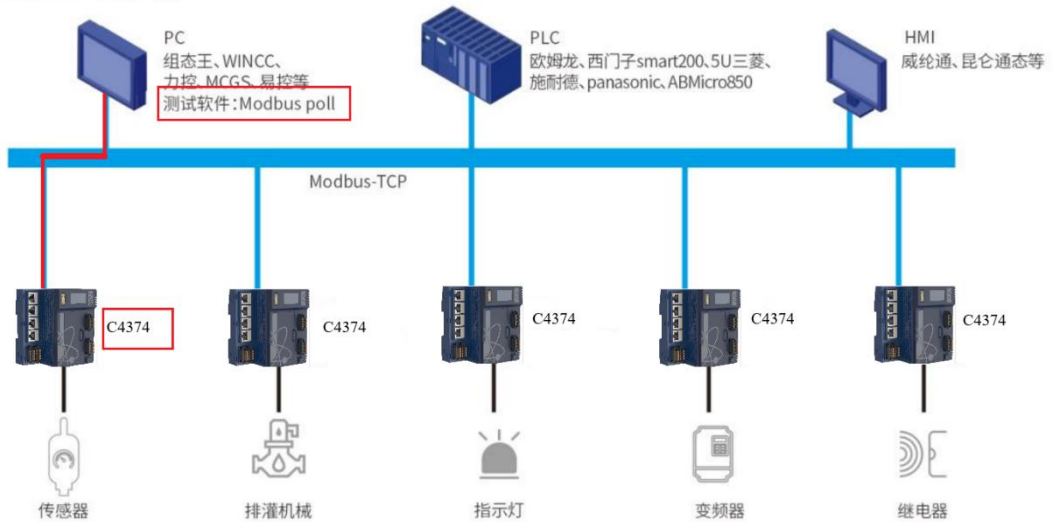 PC
组态王、WINCC、
力控、MCGS、易控等
测试软件:Modbus poll
PLC
欧姆龙、西门子smart200、5U三菱、
施耐德、panasonic、ABMicro850
HMI
威纶通、昆仑通态等
Modbus-TCP
C4374
C4374
C4374
C4374
C4374
传感器
排灌机械
指示灯
变频器
继电器